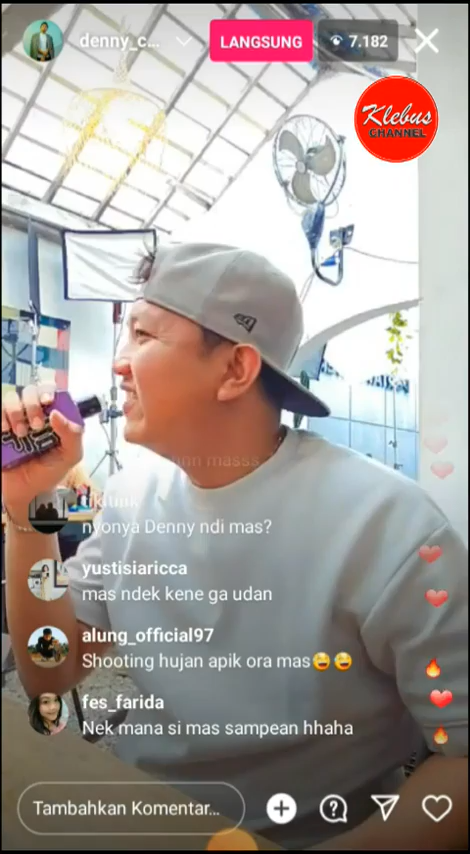 denny_c...
LANGSUNG
7.182
Klebus
CHANNEL
masss
nyonya Denny ndi mas?
yustisiaricca
mas ndek kene ga udan
alung_official97
Shooting hujan apik ora mas😅😅
fes_farida
Nek mana si mas sampean hhaha
Tambahkan Komentar...